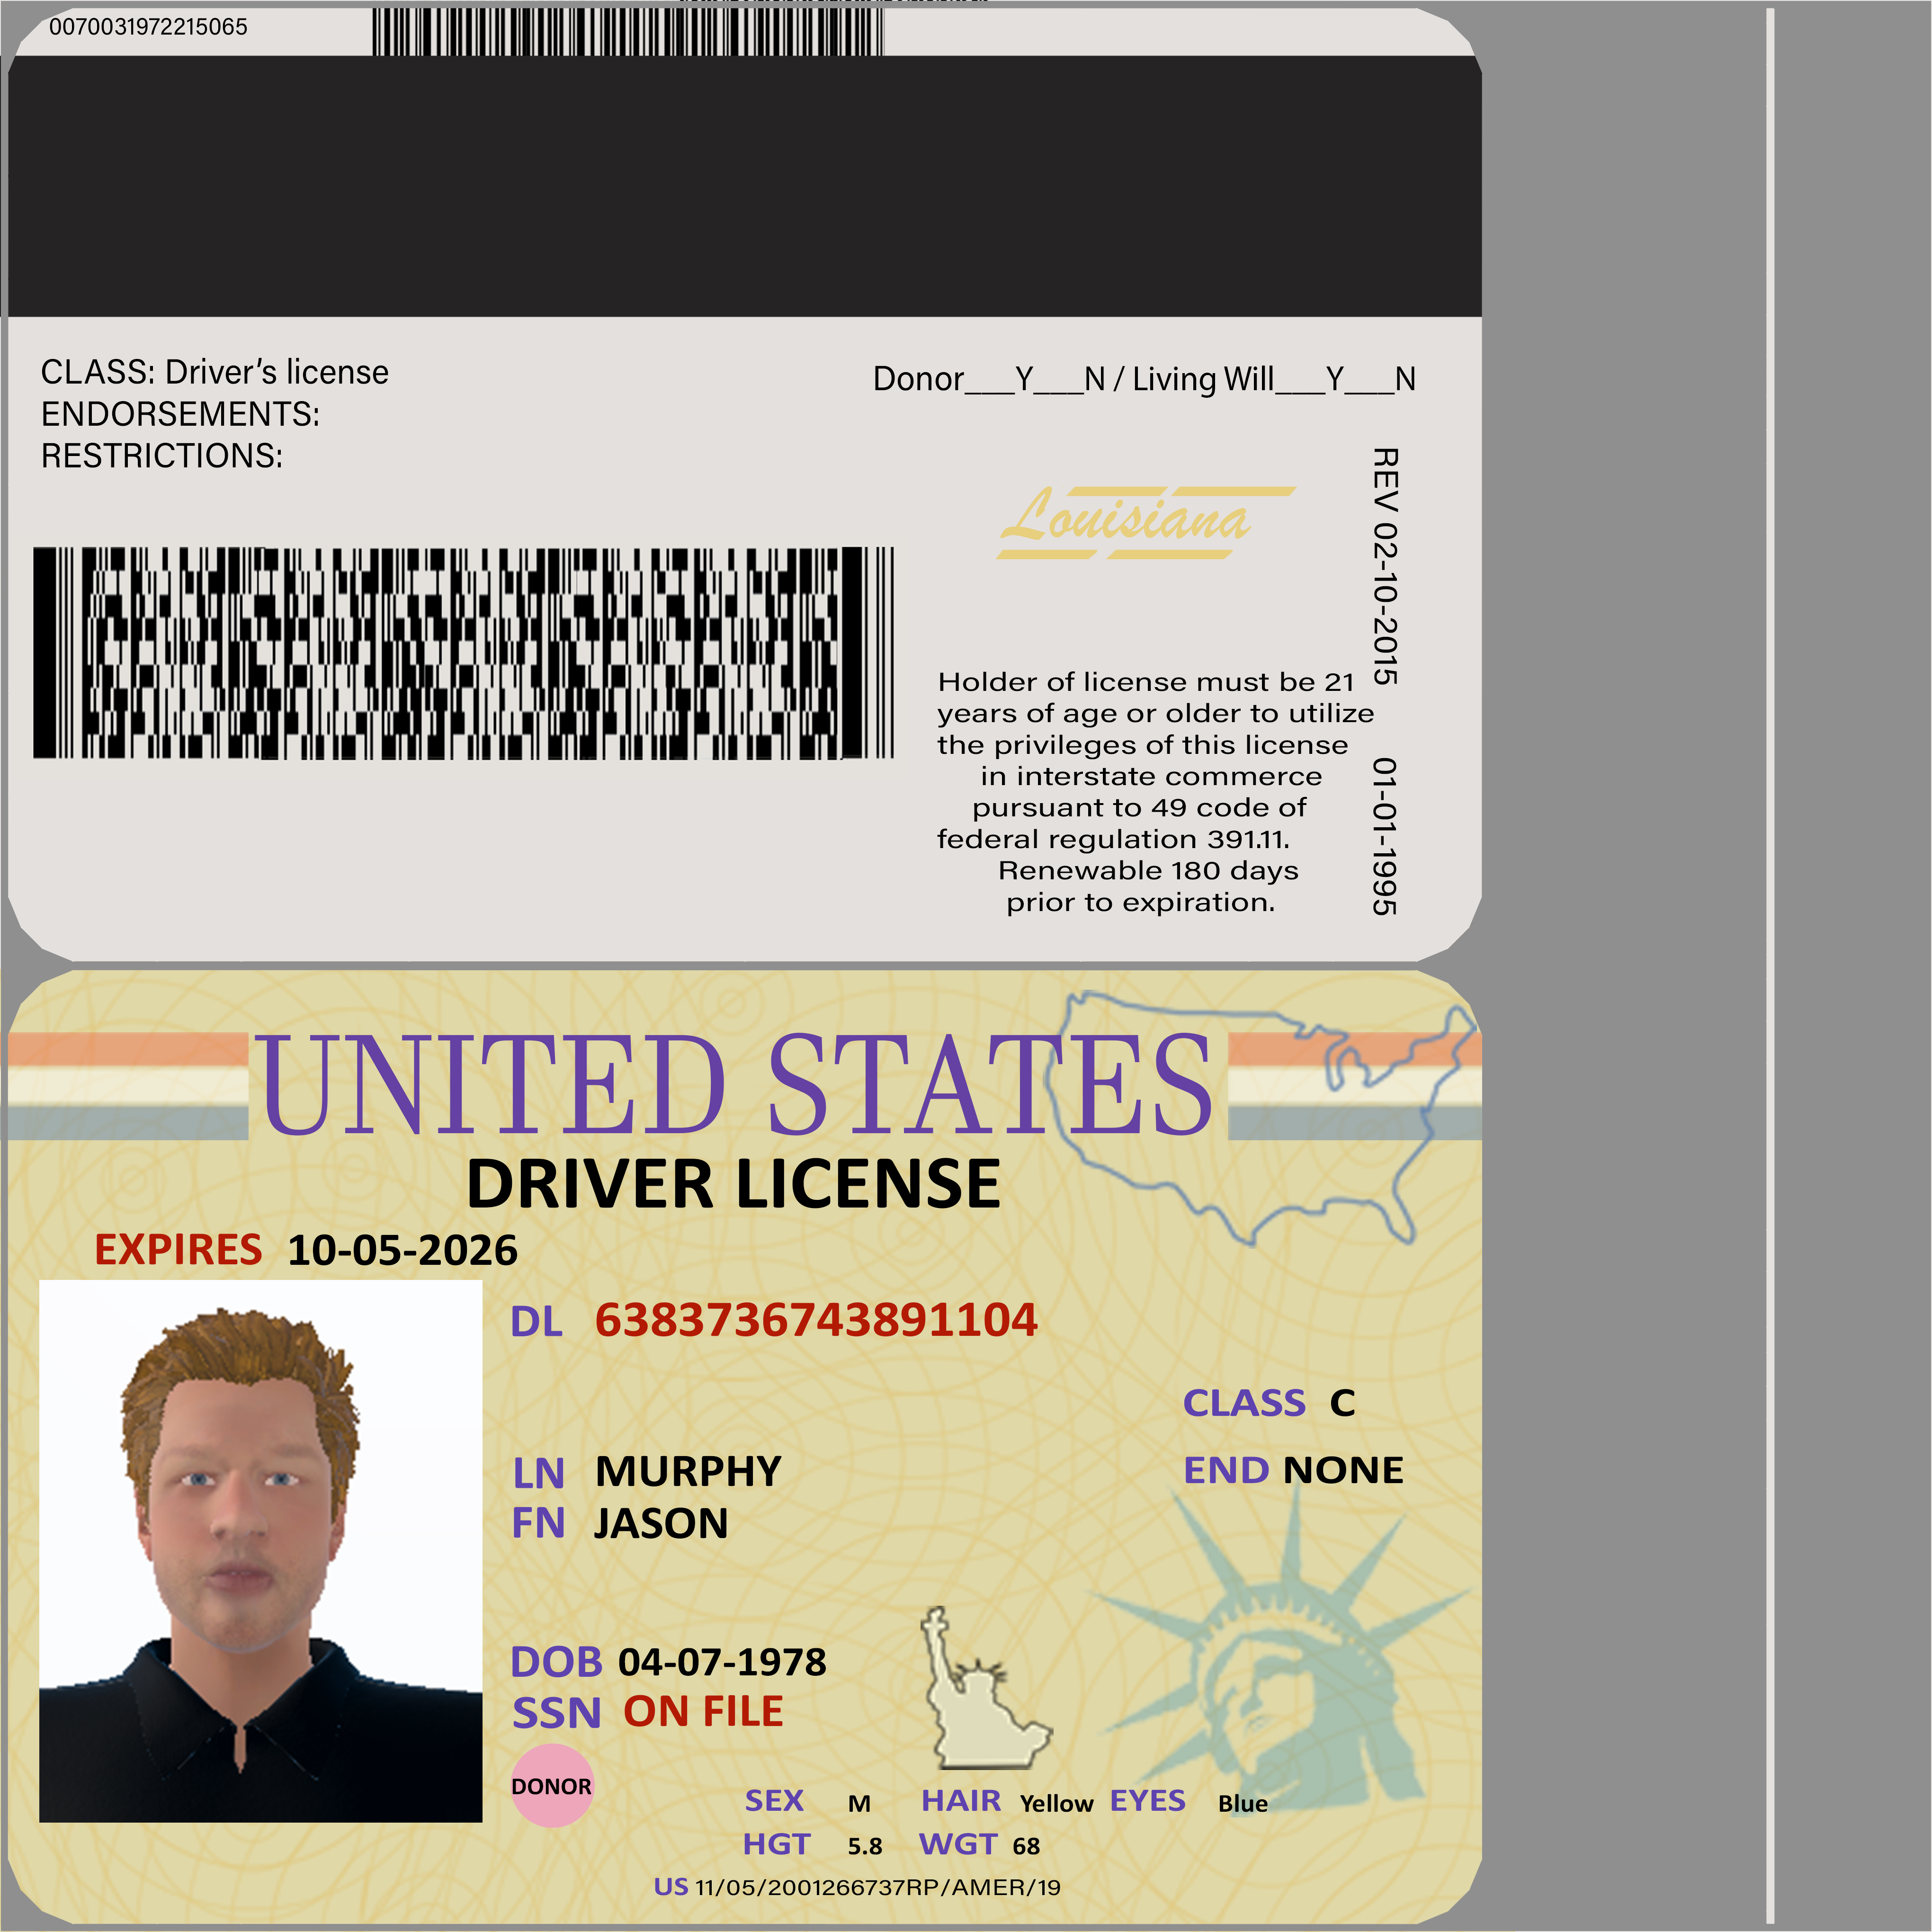 0070031972215065
CLASS: Driver's license
ENDORSEMENTS:
RESTRICTIONS:
Donor___Y___N / Living Will___Y___N
Louisiana
REV 02-10-2015 01-01-1995
Holder of license must be 21
years of age or older to utilize
the privileges of this license
in interstate commerce
pursuant to 49 code of
federal regulation 391.11.
Renewable 180 days
prior to expiration.
UNITED STATES
DRIVER LICENSE
EXPIRES 10-05-2026
DL 6383736743891104
CLASS C
END NONE
LN MURPHY
FN JASON
DOB 04-07-1978
SSN ON FILE
DONOR
SEX M HAIR Yellow EYES Blue
HGT 5.8 WGT 68
US 11/05/2001266737RP/AMER/19